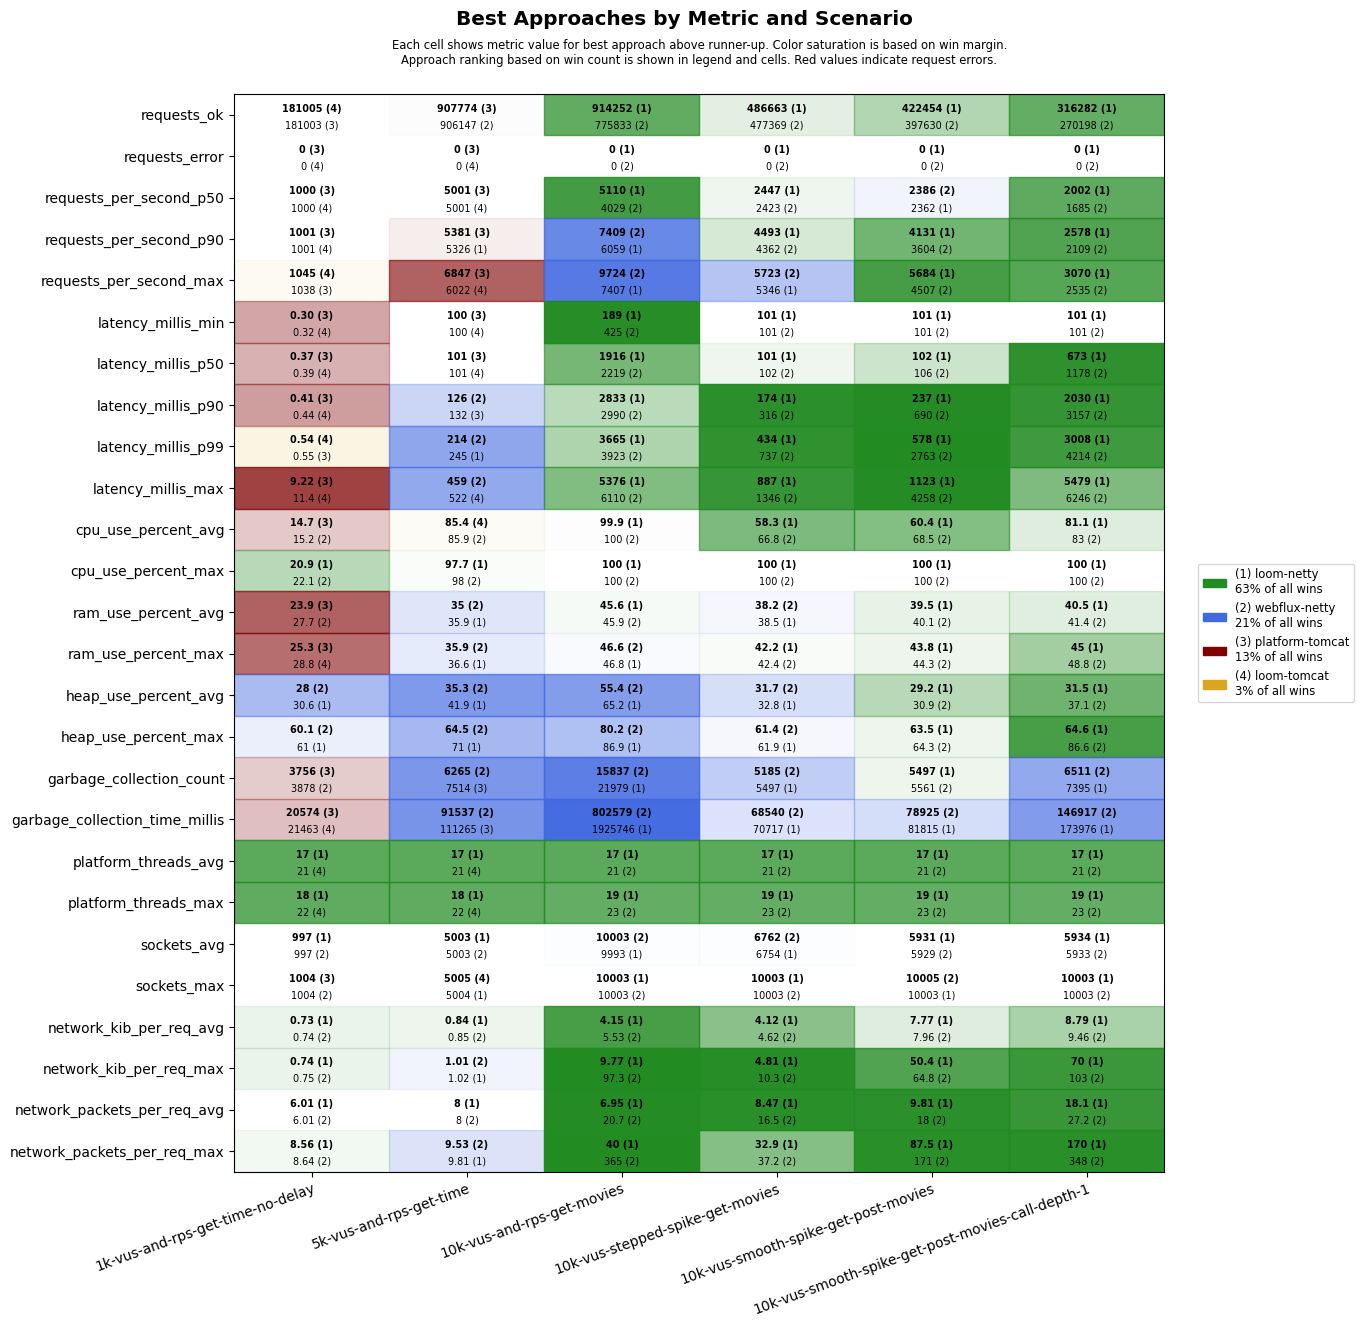 Best Approaches by Metric and Scenario
Each cell shows metric value for best approach above runner-up. Color saturation is based on win margin.
Approach ranking based on win count is shown in legend and cells. Red values indicate request errors.
requests_ok
181005 (4) 907774 (3) 914252 (1) 486663 (1) 422454 (1) 316282 (1)
181003 (3) 906147 (2) 775833 (2) 477369 (2) 397630 (2) 270198 (2)
requests_error
0 (3) 0 (3) 0 (1) 0 (1) 0 (1) 0 (1)
0 (4) 0 (4) 0 (2) 0 (2) 0 (2) 0 (2)
requests_per_second_p50
1000 (3) 5001 (3) 5110 (1) 2447 (1) 2386 (2) 2002 (1)
1000 (4) 5001 (4) 4029 (2) 2423 (2) 2362 (1) 1685 (2)
requests_per_second_p90
1001 (3) 5381 (3) 7409 (2) 4493 (1) 4131 (1) 2578 (1)
1001 (4) 5326 (1) 6059 (1) 4362 (2) 3604 (2) 2109 (2)
requests_per_second_max
1045 (4) 6847 (3) 9724 (2) 5723 (2) 5684 (1) 3070 (1)
1038 (3) 6022 (4) 7407 (1) 5346 (1) 4507 (2) 2535 (2)
latency_millis_min
0.30 (3) 100 (3) 189 (1) 101 (1) 101 (1) 101 (1)
0.32 (4) 100 (4) 425 (2) 101 (2) 101 (2) 101 (2)
latency_millis_p50
0.37 (3) 101 (3) 1916 (1) 101 (1) 102 (1) 673 (1)
0.39 (4) 101 (4) 2219 (2) 102 (2) 106 (2) 1178 (2)
latency_millis_p90
0.41 (3) 126 (2) 2833 (1) 174 (1) 237 (1) 2030 (1)
0.44 (4) 132 (3) 2990 (2) 316 (2) 690 (2) 3157 (2)
latency_millis_p99
0.54 (4) 214 (2) 3665 (1) 434 (1) 578 (1) 3008 (1)
0.55 (3) 245 (1) 3923 (2) 737 (2) 2763 (2) 4214 (2)
latency_millis_max
9.22 (3) 459 (2) 5376 (1) 887 (1) 1123 (1) 5479 (1)
11.4 (4) 522 (4) 6110 (2) 1346 (2) 4258 (2) 6246 (2)
cpu_use_percent_avg
14.7 (3) 85.4 (4) 99.9 (1) 58.3 (1) 60.4 (1) 81.1 (1)
15.2 (2) 85.9 (2) 100 (2) 66.8 (2) 68.5 (2) 83 (2)
cpu_use_percent_max
20.9 (1) 97.7 (1) 100 (1) 100 (1) 100 (1) 100 (1)
22.1 (2) 98 (2) 100 (2) 100 (2) 100 (2) 100 (2)
ram_use_percent_avg
23.9 (3) 35 (2) 45.6 (1) 38.2 (2) 39.5 (1) 40.5 (1)
27.7 (2) 35.9 (1) 45.9 (2) 38.5 (1) 40.1 (2) 41.4 (2)
ram_use_percent_max
25.3 (3) 35.9 (2) 46.6 (2) 42.2 (1) 43.8 (1) 45 (1)
28.8 (4) 36.6 (1) 46.8 (1) 42.4 (2) 44.3 (2) 48.8 (2)
heap_use_percent_avg
28 (2) 35.3 (2) 55.4 (2) 31.7 (2) 29.2 (1) 31.5 (1)
30.6 (1) 41.9 (1) 65.2 (1) 32.8 (1) 30.9 (2) 37.1 (2)
heap_use_percent_max
60.1 (2) 64.5 (2) 80.2 (2) 61.4 (2) 63.5 (1) 64.6 (1)
61 (1) 71 (1) 86.9 (1) 61.9 (1) 64.3 (2) 86.6 (2)
garbage_collection_count
3756 (3) 6265 (2) 15837 (2) 5185 (2) 5497 (1) 6511 (2)
3878 (2) 7514 (3) 21979 (1) 5497 (1) 5561 (2) 7395 (1)
garbage_collection_time_millis
20574 (3) 91537 (2) 802579 (2) 68540 (2) 78925 (2) 146917 (2)
21463 (4) 111265 (3) 1925746 (1) 70717 (1) 81815 (1) 173976 (1)
platform_threads_avg
17 (1) 17 (1) 17 (1) 17 (1) 17 (1) 17 (1)
21 (4) 21 (4) 21 (2) 21 (2) 21 (2) 21 (2)
platform_threads_max
18 (1) 18 (1) 19 (1) 19 (1) 19 (1) 19 (1)
22 (4) 22 (4) 23 (2) 23 (2) 23 (2) 23 (2)
sockets_avg
997 (1) 5003 (1) 10003 (2) 6762 (2) 5931 (1) 5934 (1)
997 (2) 5003 (2) 9993 (1) 6754 (1) 5929 (2) 5933 (2)
sockets_max
1004 (3) 5005 (4) 10003 (1) 10003 (1) 10005 (2) 10003 (1)
1004 (2) 5004 (1) 10003 (2) 10003 (2) 10003 (1) 10003 (2)
network_kib_per_req_avg
0.73 (1) 0.84 (1) 4.15 (1) 4.12 (1) 7.77 (1) 8.79 (1)
0.74 (2) 0.85 (2) 5.53 (2) 4.62 (2) 7.96 (2) 9.46 (2)
network_kib_per_req_max
0.74 (1) 1.01 (2) 9.77 (1) 4.81 (1) 50.4 (1) 70 (1)
0.75 (2) 1.02 (1) 97.3 (2) 10.3 (2) 64.8 (2) 103 (2)
network_packets_per_req_avg
6.01 (1) 8 (1) 6.95 (1) 8.47 (1) 9.81 (1) 18.1 (1)
6.01 (2) 8 (2) 20.7 (2) 16.5 (2) 18 (2) 27.2 (2)
network_packets_per_req_max
8.56 (1) 9.53 (2) 40 (1) 32.9 (1) 87.5 (1) 170 (1)
8.64 (2) 9.81 (1) 365 (2) 37.2 (2) 171 (2) 348 (2)
1k-vus-and-rps-get-time-no-delay
5k-vus-and-rps-get-time
10k-vus-and-rps-get-movies
10k-vus-stepped-spike-get-movies
10k-vus-smooth-spike-get-post-movies
10k-vus-smooth-spike-get-post-movies-call-depth-1
(1) loom-netty
63% of all wins
(2) webflux-netty
21% of all wins
(3) platform-tomcat
13% of all wins
(4) loom-tomcat
3% of all wins